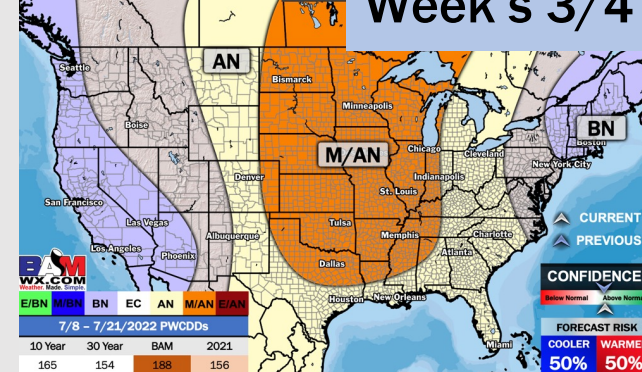 Week's 3/4
Seattle
AN
Bismarck
Minneapolis
Boise
M/AN
Chicago
Cleveland
BN
Boston
New York City
Denver
Indianapolis
St. Louis
San Francisco
Las Vegas
Albuquerque
Tulsa
Memphis
Charlotte
Los Angeles
Phoenix
Dallas
Atlanta
Houston
New Orleans
Miami
CURRENT
PREVIOUS
CONFIDENCE
Below Normal Above Norma
FORECAST RISK
COOLER WARME
50% 50%
BAM
WX.COM
Weather. Made. Simple.
E/BN M/BN BN EC AN M/AN E/AN
7/8 – 7/21/2022 PWCDDs
10 Year 30 Year BAM 2021
165 154 188 156